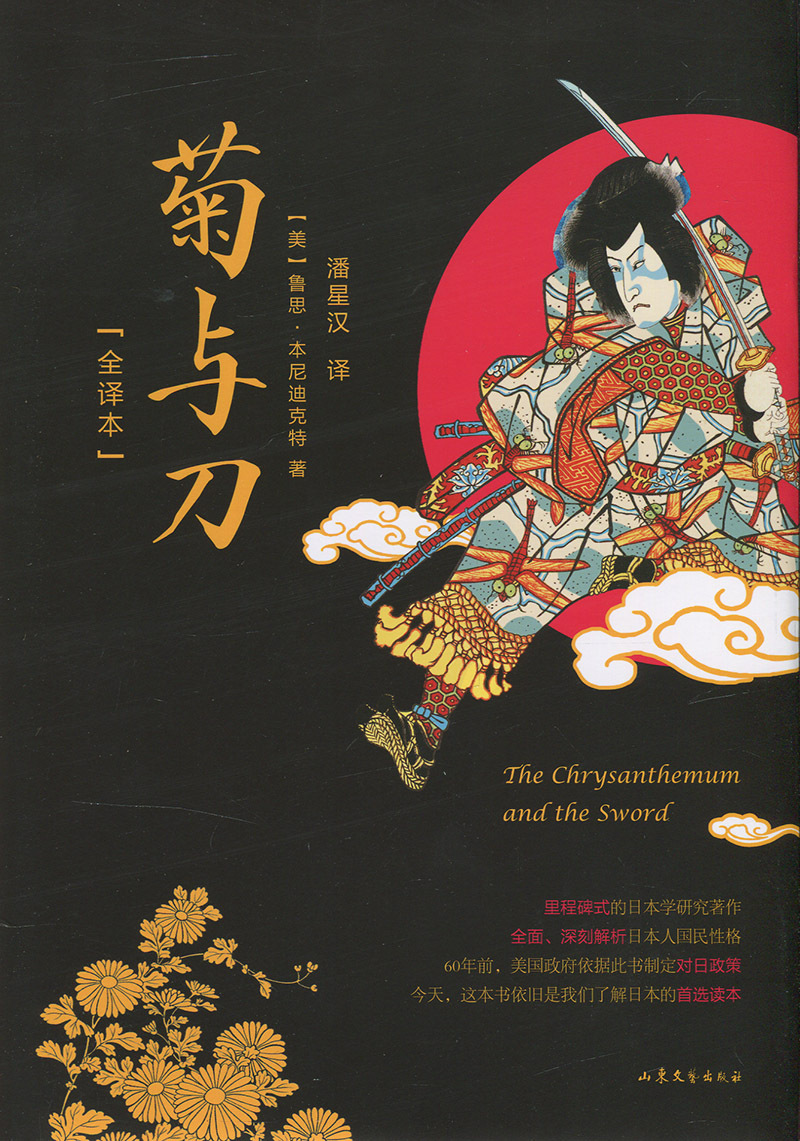 菊与刀
「全译本」
【美】鲁思·本尼迪克特 著
潘星汉 译
The Chrysanthemum
and the Sword
里程碑式的日本学研究著作
全面、深刻解析日本人国民性格
60年前，美国政府依据此书制定对日政策
今天，这本书依旧是我们了解日本的首选读本
山东文艺出版社